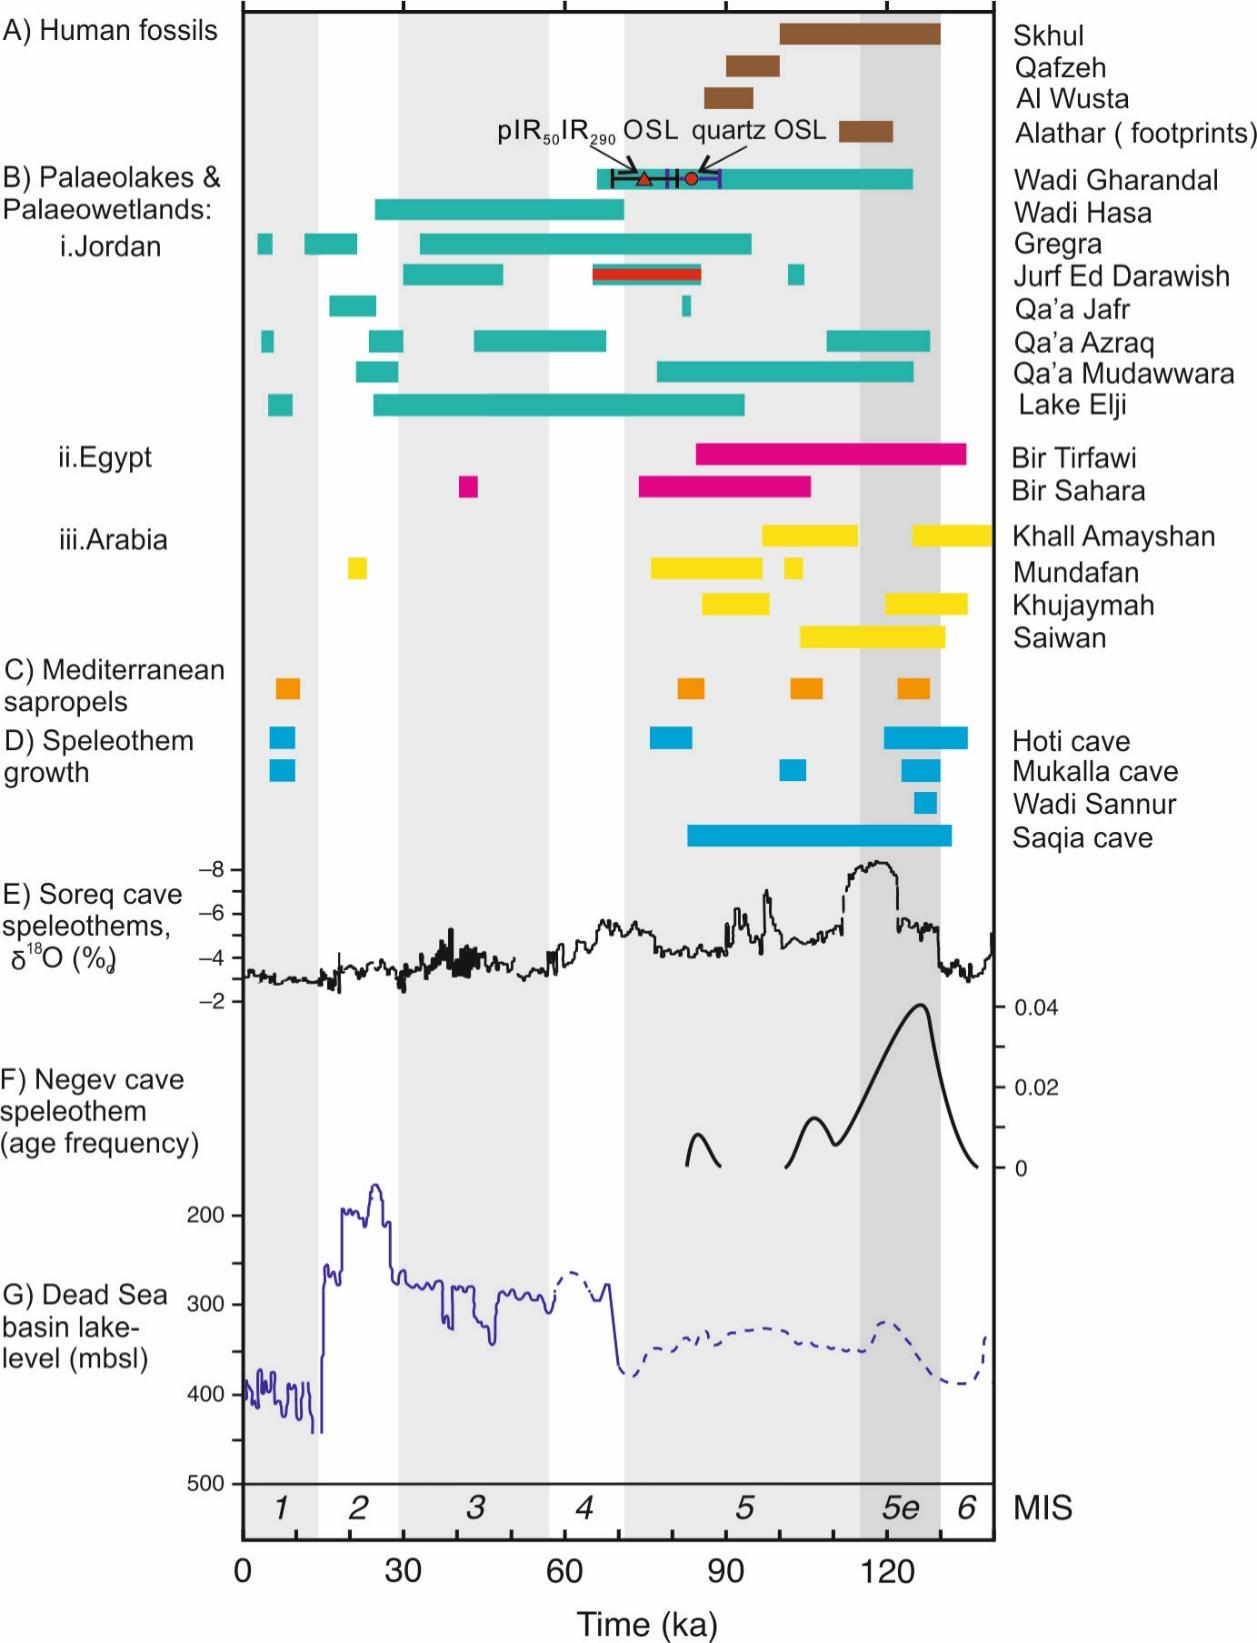 A) Human fossils
Skhul
Qafzeh
Al Wusta
pIR₅₀IR₂₉₀ OSL quartz OSL
Alathar ( footprints)
B) Palaeolakes &
Palaeowetlands:
Wadi Gharandal
Wadi Hasa
i.Jordan
Gregra
Jurf Ed Darawish
Qa'a Jafr
Qa'a Azraq
Qa'a Mudawwara
Lake Elji
ii.Egypt
Bir Tirfawi
Bir Sahara
iii.Arabia
Khall Amayshan
Mundafan
Khujaymah
Saiwan
C) Mediterranean
sapropels
D) Speleothem
growth
Hoti cave
Mukalla cave
Wadi Sannur
Saqia cave
E) Soreq cave
speleothems,
δ¹⁸O (‰)
–8
–6
–4
–2
0.04
0.02
0
F) Negev cave
speleothem
(age frequency)
G) Dead Sea
basin lake-
level (mbsl)
200
300
400
500
1 2 3 4 5 5e 6 MIS
0 30 60 90 120
Time (ka)